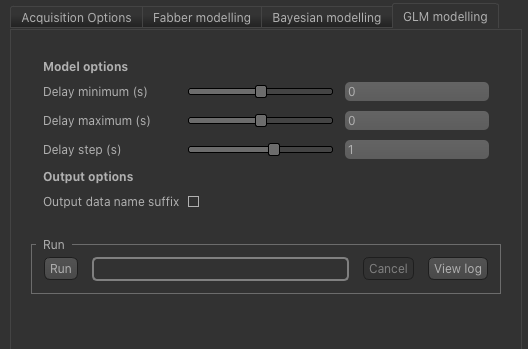 Acquisition Options Fabber modelling Bayesian modelling GLM modelling
Model options
Delay minimum (s) 0
Delay maximum (s) 0
Delay step (s) 1
Output options
Output data name suffix
Run
Run Cancel View log